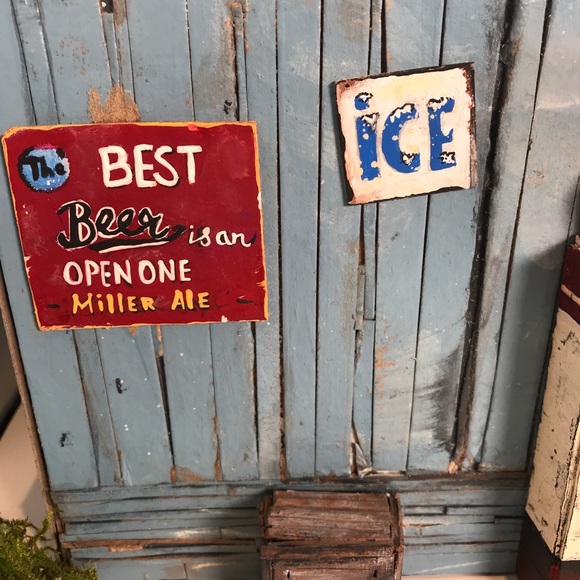 The BEST
Beer is an
OPEN ONE
- MiLLER ALE -
iCE